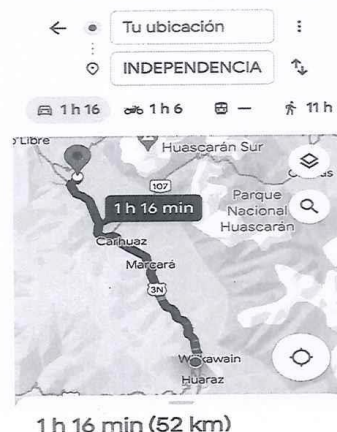 Tu ubicación
INDEPENDENCIA
1 h 16
1 h 6
—
11 h
Huascarán Sur
107
1 h 16 min
Parque
Nacional
Huascarán
Carhuaz
Marcará
3N
Huaraz
1 h 16 min (52 km)